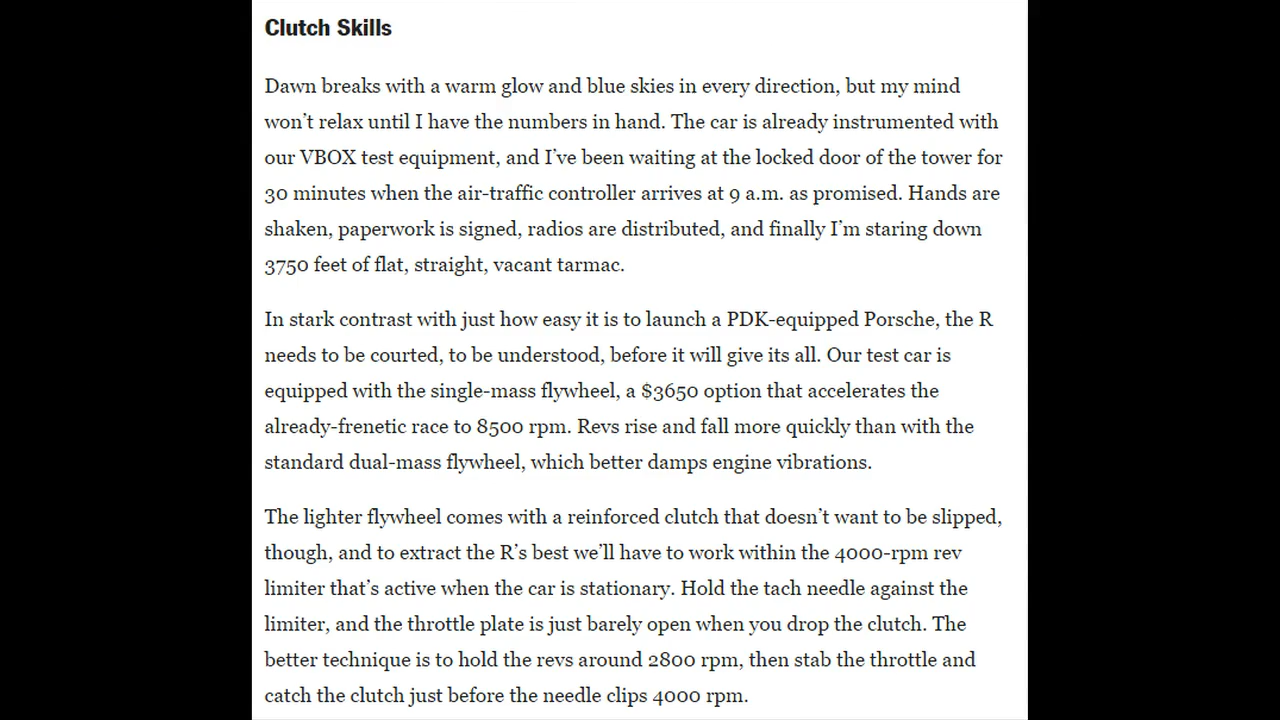 Clutch Skills
Dawn breaks with a warm glow and blue skies in every direction, but my mind
won’t relax until I have the numbers in hand. The car is already instrumented with
our VBOX test equipment, and I’ve been waiting at the locked door of the tower for
30 minutes when the air-traffic controller arrives at 9 a.m. as promised. Hands are
shaken, paperwork is signed, radios are distributed, and finally I’m staring down
3750 feet of flat, straight, vacant tarmac.
In stark contrast with just how easy it is to launch a PDK-equipped Porsche, the R
needs to be courted, to be understood, before it will give its all. Our test car is
equipped with the single-mass flywheel, a $3650 option that accelerates the
already-frenetic race to 8500 rpm. Revs rise and fall more quickly than with the
standard dual-mass flywheel, which better damps engine vibrations.
The lighter flywheel comes with a reinforced clutch that doesn’t want to be slipped,
though, and to extract the R’s best we’ll have to work within the 4000-rpm rev
limiter that’s active when the car is stationary. Hold the tach needle against the
limiter, and the throttle plate is just barely open when you drop the clutch. The
better technique is to hold the revs around 2800 rpm, then stab the throttle and
catch the clutch just before the needle clips 4000 rpm.